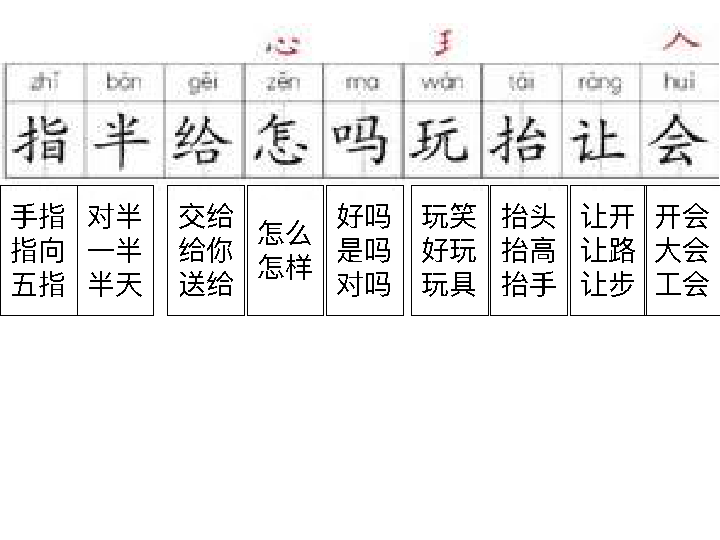 心 王 人
zhǐ bàn gěi zěn ma wán tái ràng huì
指 半 给 怎 吗 玩 抬 让 会
手指 对半 交给 怎么 好吗 玩笑 抬头 让开 开会
指向 一半 给你 怎样 是吗 好玩 抬高 让路 大会
五指 半天 送给 对吗 玩具 抬手 让步 工会